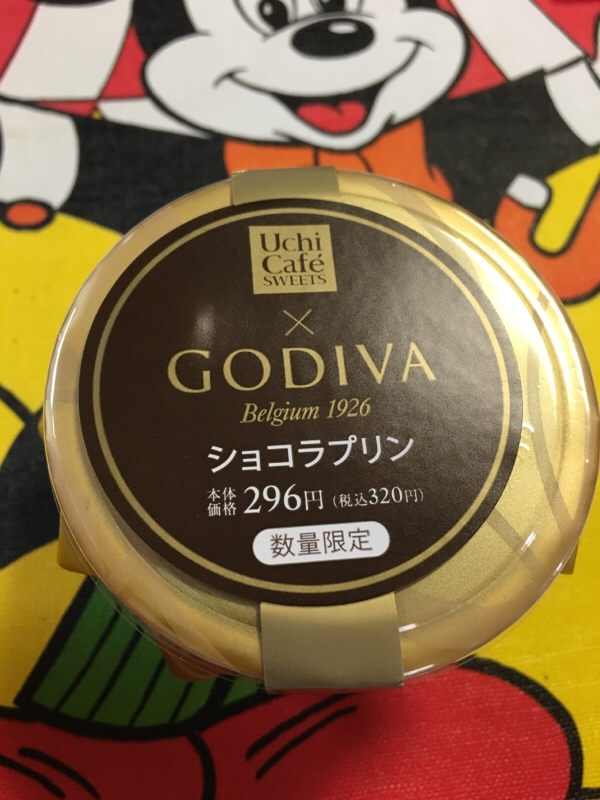 Uchi
Café
SWEETS
×
GODIVA
Belgium 1926
ショコラプリン
本体価格 296円 (税込320円)
数量限定